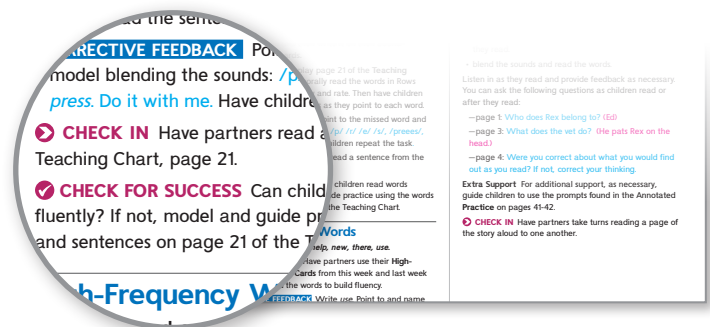 ad the sente
RRECTIVE FEEDBACK Poi
model blending the sounds: /p
press. Do it with me. Have childre
CHECK IN Have partners read a
Teaching Chart, page 21.
CHECK FOR SUCCESS Can child
fluently? If not, model and guide pr
and sentences on page 21 of the T
h-Frequency W
play page 21 of the Teaching
orally read the words in Rows
and rate. Then have children
as they point to each word.
point to the missed word and
/p/ /r/ /e/ /s/, /preees/,
children repeat the task
read a sentence from the
children read words
de practice using the words
the Teaching Chart.
Words
help, new, there, use.
Have partners use their High-
Cards from this week and last week
n the words to build fluency.
FEEDBACK Write use Point to and name
– Blend the sounds and read the words.
Listen in as they read and provide feedback as necessary.
You can ask the following questions as children read or
after they read:
—page 1: Who does Rex belong to? (Ed)
—page 3: What does the vet do? (He pats Rex on the
head.)
—page 4: Were you correct about what you would find
out as you read? If not, correct your thinking.
Extra Support For additional support, as necessary,
guide children to use the prompts found in the Annotated
Practice on pages 41-42.
CHECK IN Have partners take turns reading a page of
the story aloud to one another.